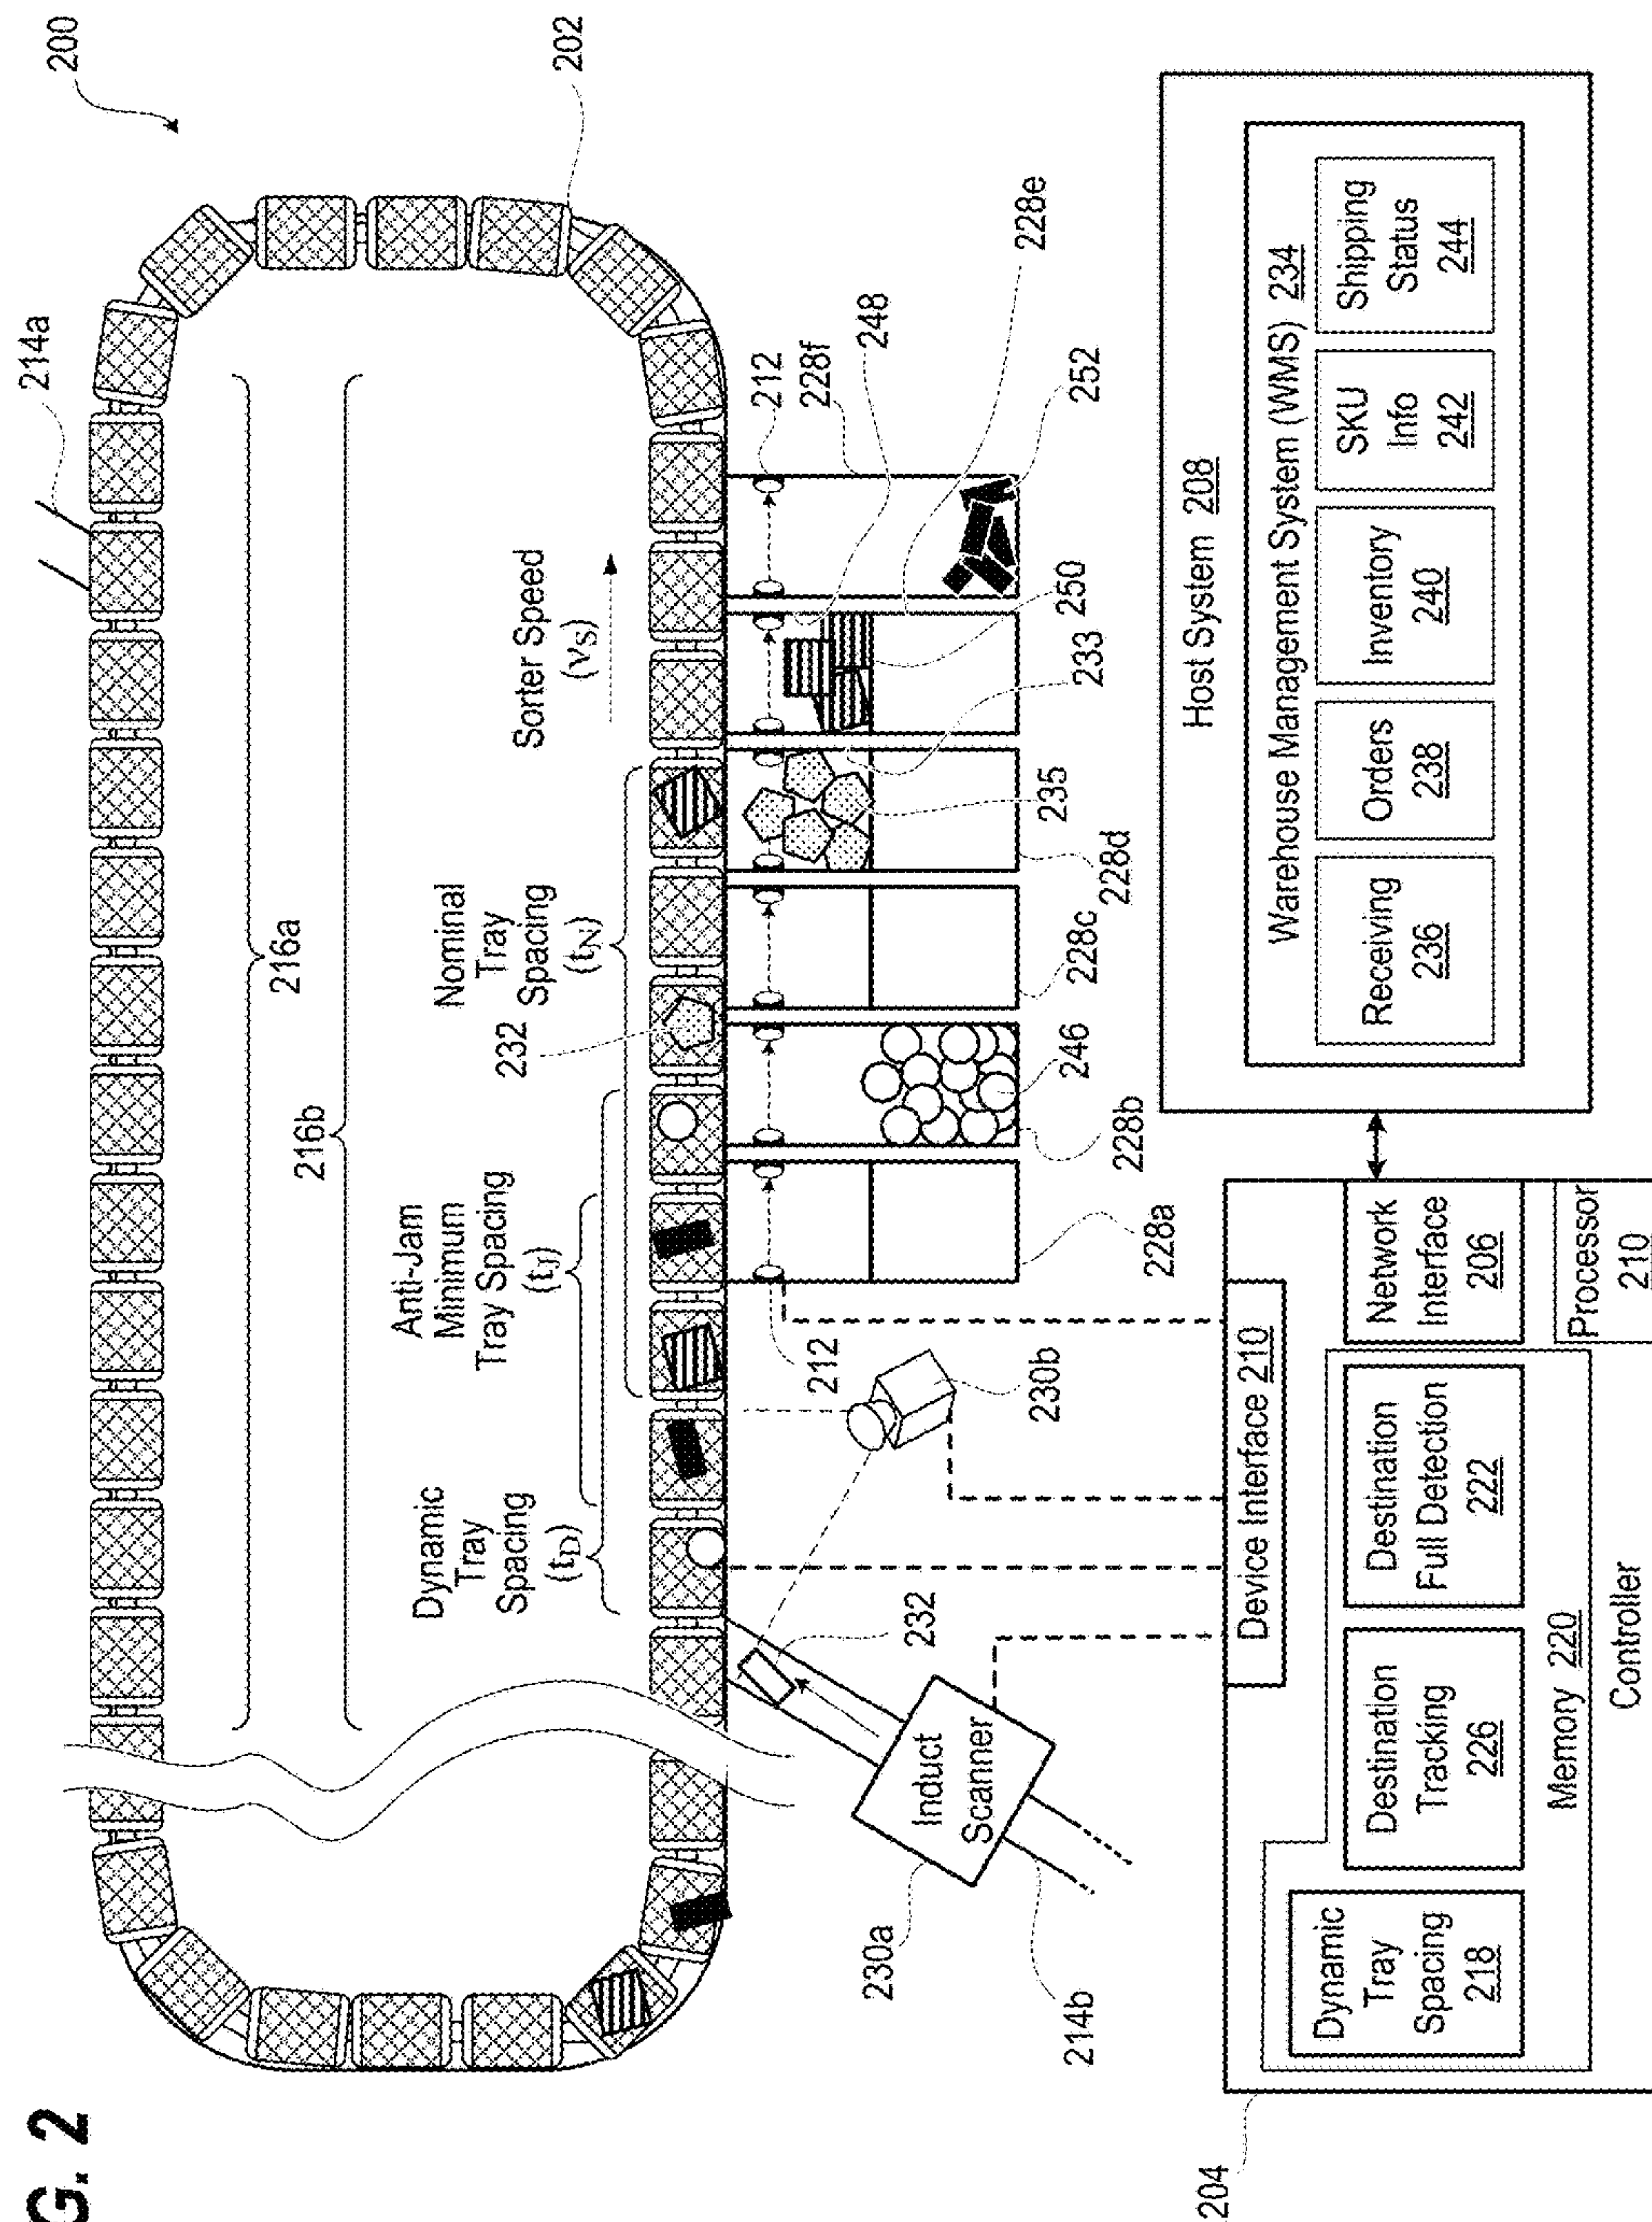 G. 2
200
202
214a
216a
216b
Sorter Speed
(vS)
Nominal
Tray
Spacing
(tN)
232
Anti-Jam
Minimum
Tray Spacing
(tJ)
Dynamic
Tray
Spacing
(tD)
212
228f
248
228e
252
250
233
235
228d
228c
246
228b
228a
212
230b
232
Induct
Scanner
230a
214b
Device Interface 210
Network
Interface
206
Processor
210
Destination
Full Detection
222
Destination
Tracking
226
Dynamic
Tray
Spacing
218
Memory 220
Controller
204
Host System 208
Warehouse Management System (WMS) 234
Receiving
236
Orders
238
Inventory
240
SKU
Info
242
Shipping
Status
244